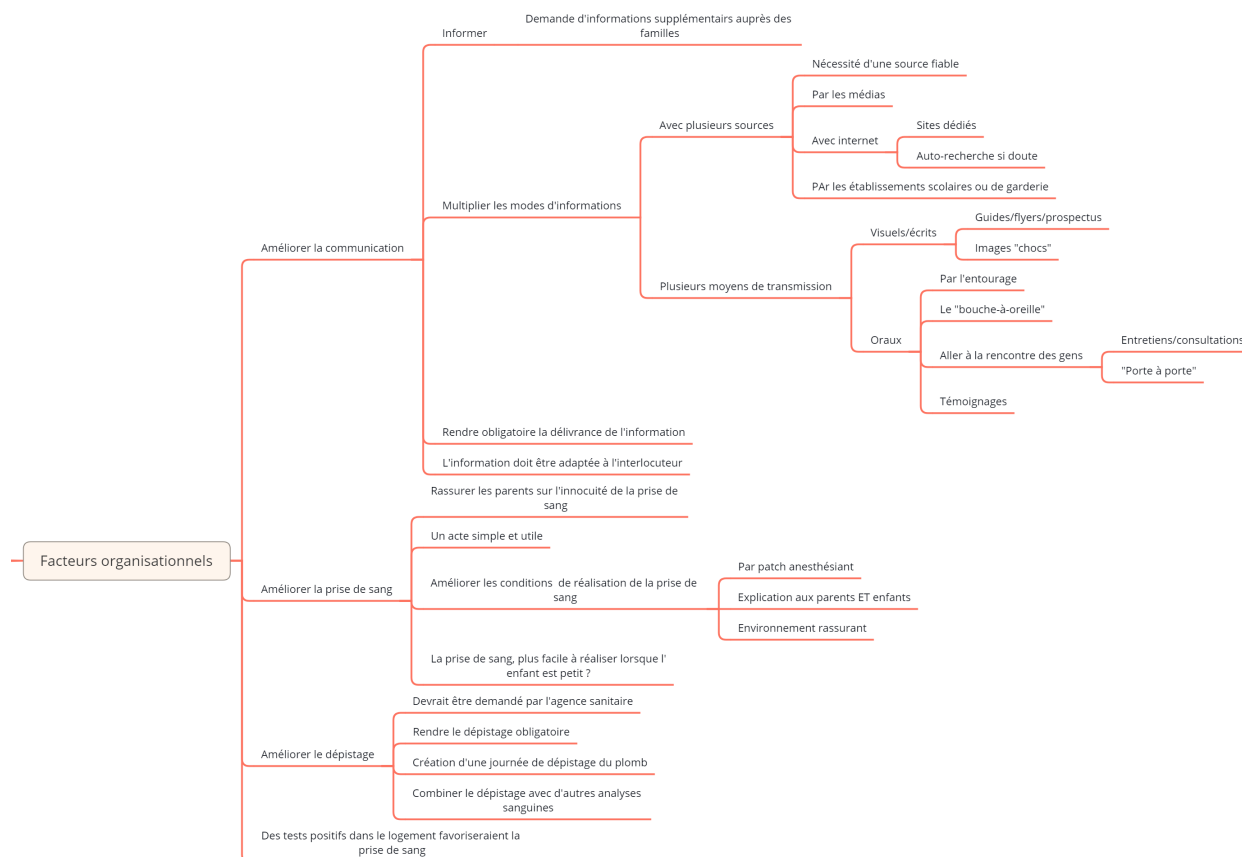 Facteurs organisationnels
Améliorer la communication
Informer
Demande d'informations supplémentairs auprès des
familles
Multiplier les modes d'informations
Avec plusieurs sources
Nécessité d'une source fiable
Par les médias
Avec internet
Sites dédiés
Auto-recherche si doute
PAr les établissements scolaires ou de garderie
Plusieurs moyens de transmission
Visuels/écrits
Guides/flyers/prospectus
Images "chocs"
Oraux
Par l'entourage
Le "bouche-à-oreille"
Aller à la rencontre des gens
Entretiens/consultations
"Porte à porte"
Témoignages
Rendre obligatoire la délivrance de l'information
L'information doit être adaptée à l'interlocuteur
Améliorer la prise de sang
Rassurer les parents sur l'innocuité de la prise de
sang
Un acte simple et utile
Améliorer les conditions  de réalisation de la prise de
sang
Par patch anesthésiant
Explication aux parents ET enfants
Environnement rassurant
La prise de sang, plus facile à réaliser lorsque l'
enfant est petit ?
Améliorer le dépistage
Devrait être demandé par l'agence sanitaire
Rendre le dépistage obligatoire
Création d'une journée de dépistage du plomb
Combiner le dépistage avec d'autres analyses
sanguines
Des tests positifs dans le logement favoriseraient la
prise de sang